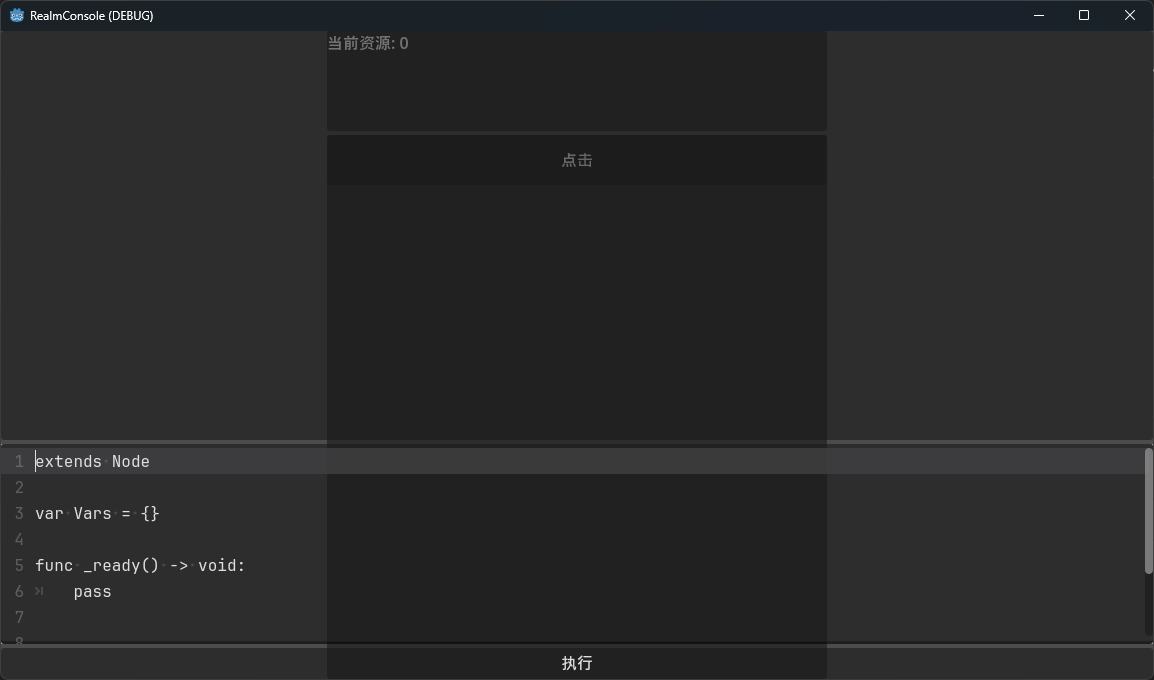 RealmConsole (DEBUG)
当前资源: 0
点击
1 extends Node
2
3 var Vars = {}
4
5 func _ready() -> void:
6 pass
7
8
执行